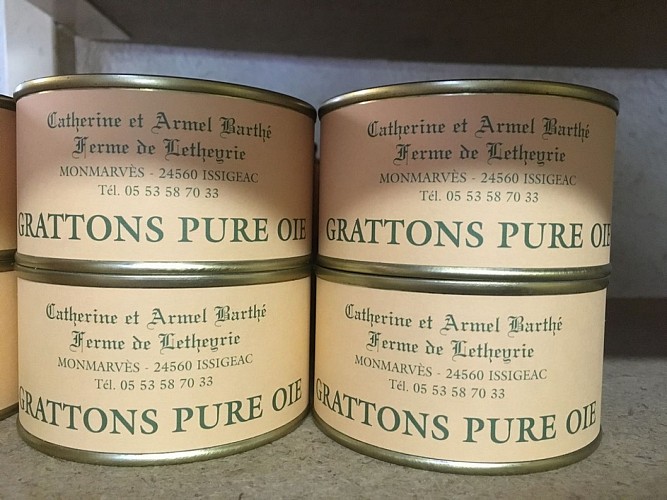 Catherine et Armel Barthé
Ferme de Letheyrie
MONMARVÈS - 24560 ISSIGEAC
Tél. 05 53 58 70 33
GRATTONS PURE OIE
Catherine et Armel Barthé
Ferme de Letheyrie
MONMARVÈS - 24560 ISSIGEAC
Tél. 05 53 58 70 33
GRATTONS PURE OIE
Catherine et Armel Barthé
Ferme de Letheyrie
MONMARVÈS - 24560 ISSIGEAC
Tél. 05 53 58 70 33
GRATTONS PURE OIE
Catherine et Armel Barthé
Ferme de Letheyrie
MONMARVÈS - 24560 ISSIGEAC
Tél. 05 53 58 70 33
GRATTONS PURE OIE